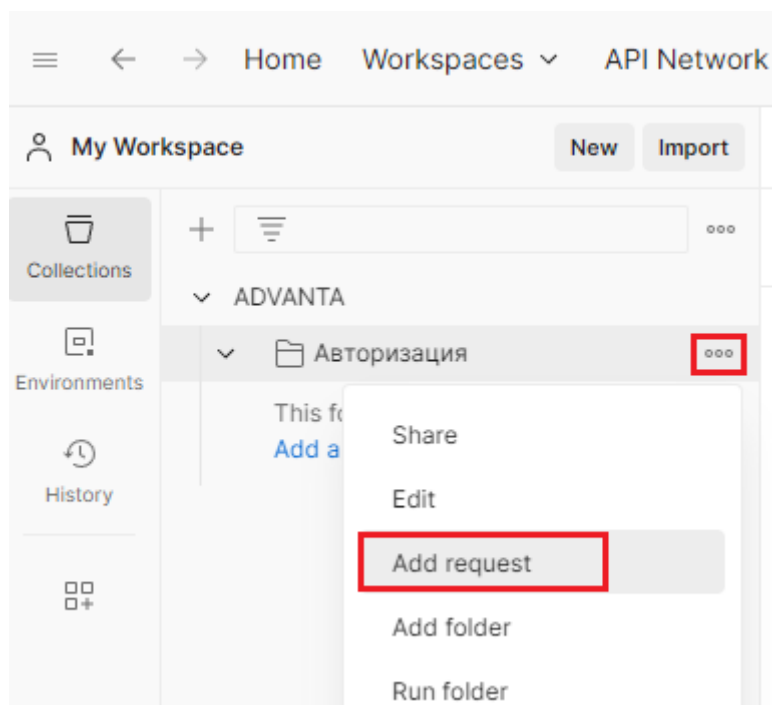 Home Workspaces API Network
My Workspace New Import
Collections
ADVANTA
Авторизация
Environments
This
Add a
Share
History
Edit
Add request
Add folder
Run folder